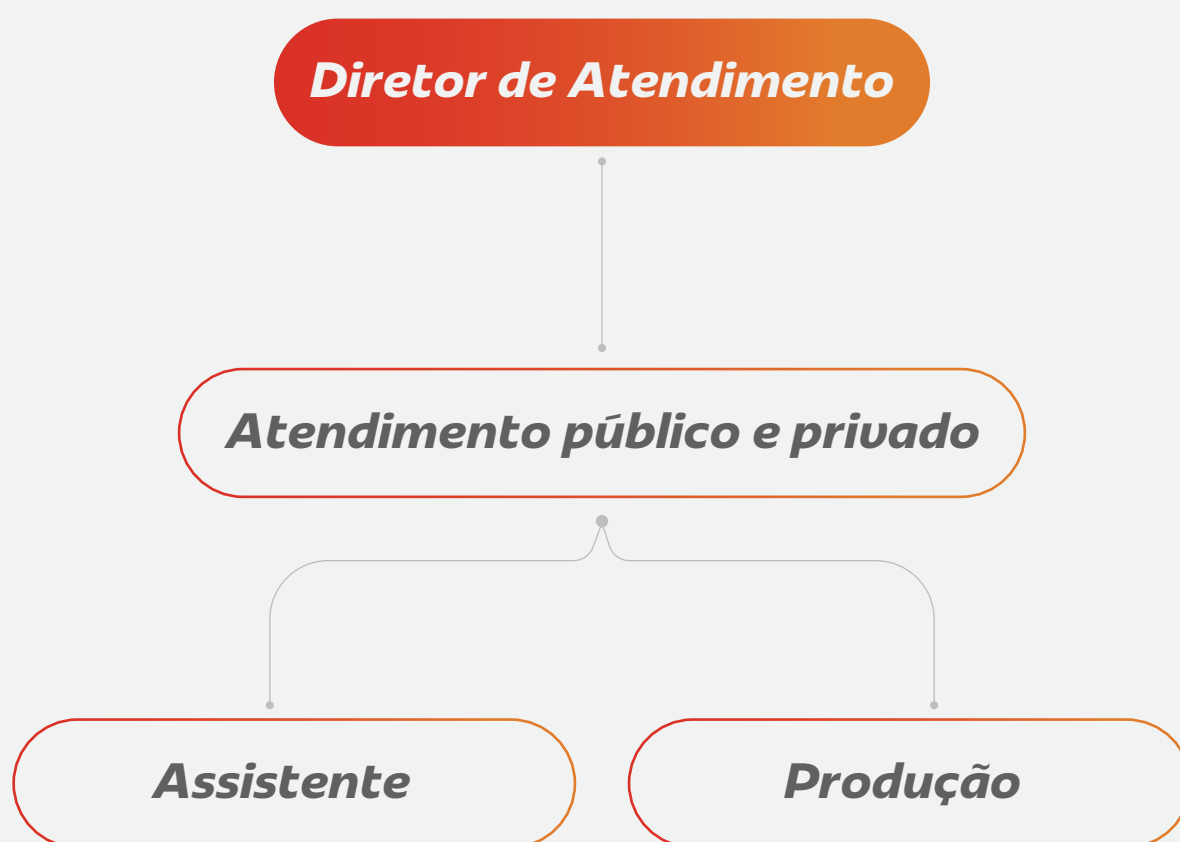 Diretor de Atendimento
Atendimento público e privado
Assistente
Produção